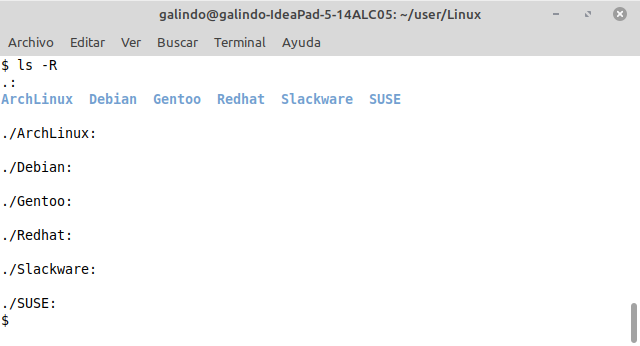 galindo@galindo-IdeaPad-5-14ALC05: ~/user/Linux
Archivo Editar Ver Buscar Terminal Ayuda
$ ls -R
.:
ArchLinux  Debian  Gentoo  Redhat  Slackware  SUSE
./ArchLinux:
./Debian:
./Gentoo:
./Redhat:
./Slackware:
./SUSE:
$